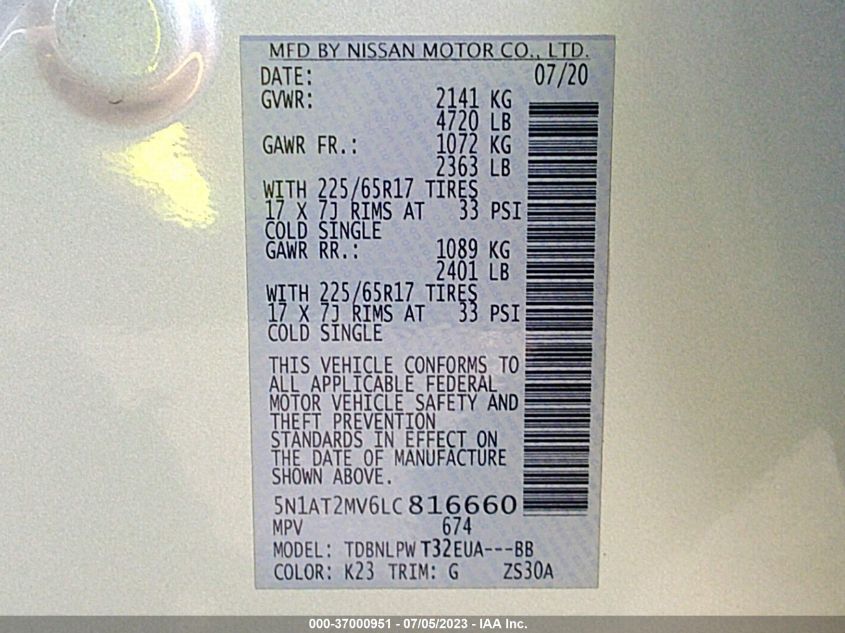 MFD BY NISSAN MOTOR CO., LTD.
DATE: 07/20
GVWR: 2141 KG
4720 LB
GAWR FR.: 1072 KG
2363 LB
WITH 225/65R17 TIRES
17 X 7J RIMS AT 33 PSI
COLD SINGLE
GAWR RR.: 1089 KG
2401 LB
WITH 225/65R17 TIRES
17 X 7J RIMS AT 33 PSI
COLD SINGLE
THIS VEHICLE CONFORMS TO
ALL APPLICABLE FEDERAL
MOTOR VEHICLE SAFETY AND
THEFT PREVENTION
STANDARDS IN EFFECT ON
THE DATE OF MANUFACTURE
SHOWN ABOVE.
5N1AT2MV6LC816660
MPV 674
MODEL: TDBNLPW T32EUA---BB
COLOR: K23 TRIM: G ZS30A
000-37000951 - 07/05/2023 - IAA Inc.